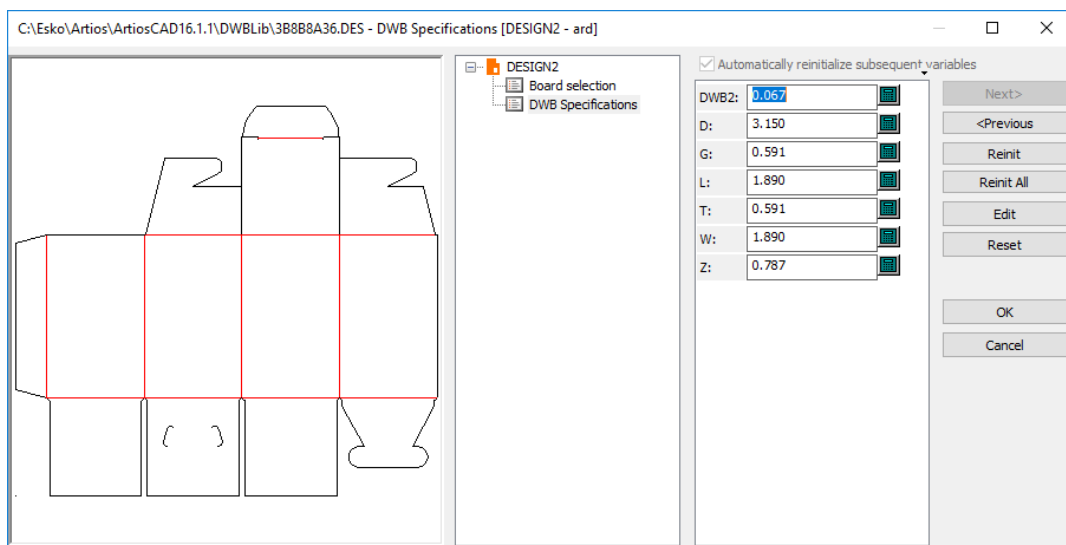 C:\Esko\Artios\ArtiosCAD16.1.1\DWBLib\3B8B8A36.DES - DWB Specifications [DESIGN2 - ard]
DESIGN2
Board selection
DWB Specifications
Automatically reinitialize subsequent variables
DWB2: 0.067
D: 3.150
G: 0.591
L: 1.890
T: 0.591
W: 1.890
Z: 0.787
Next>
<Previous
Reinit
Reinit All
Edit
Reset
OK
Cancel